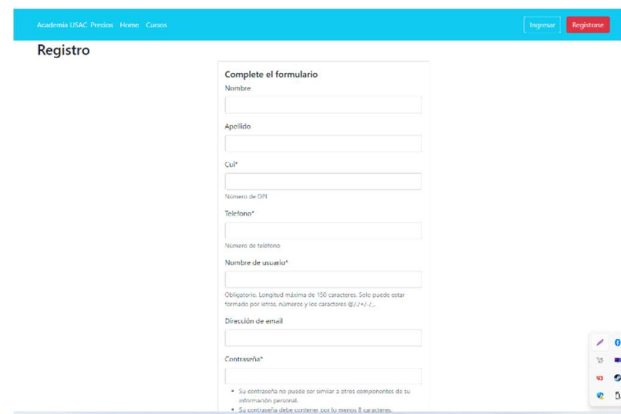 Academia USAC Previos Home Cursos
Ingresar
Registrase
Registro
Complete el formulario
Nombre
Apellido
Cui*
Número de DPI
Telefono*
Número de teléfono
Nombre de usuario*
Obligatorio. Longitud máxima de 150 caracteres. Solo puede estar
formado por letras, números y los caracteres @/./+/-/_.
Dirección de email
Contraseña*
Su contraseña no puede ser similar a otros componentes de su
información personal.
Su contraseña debe contener por lo menos 8 caracteres.